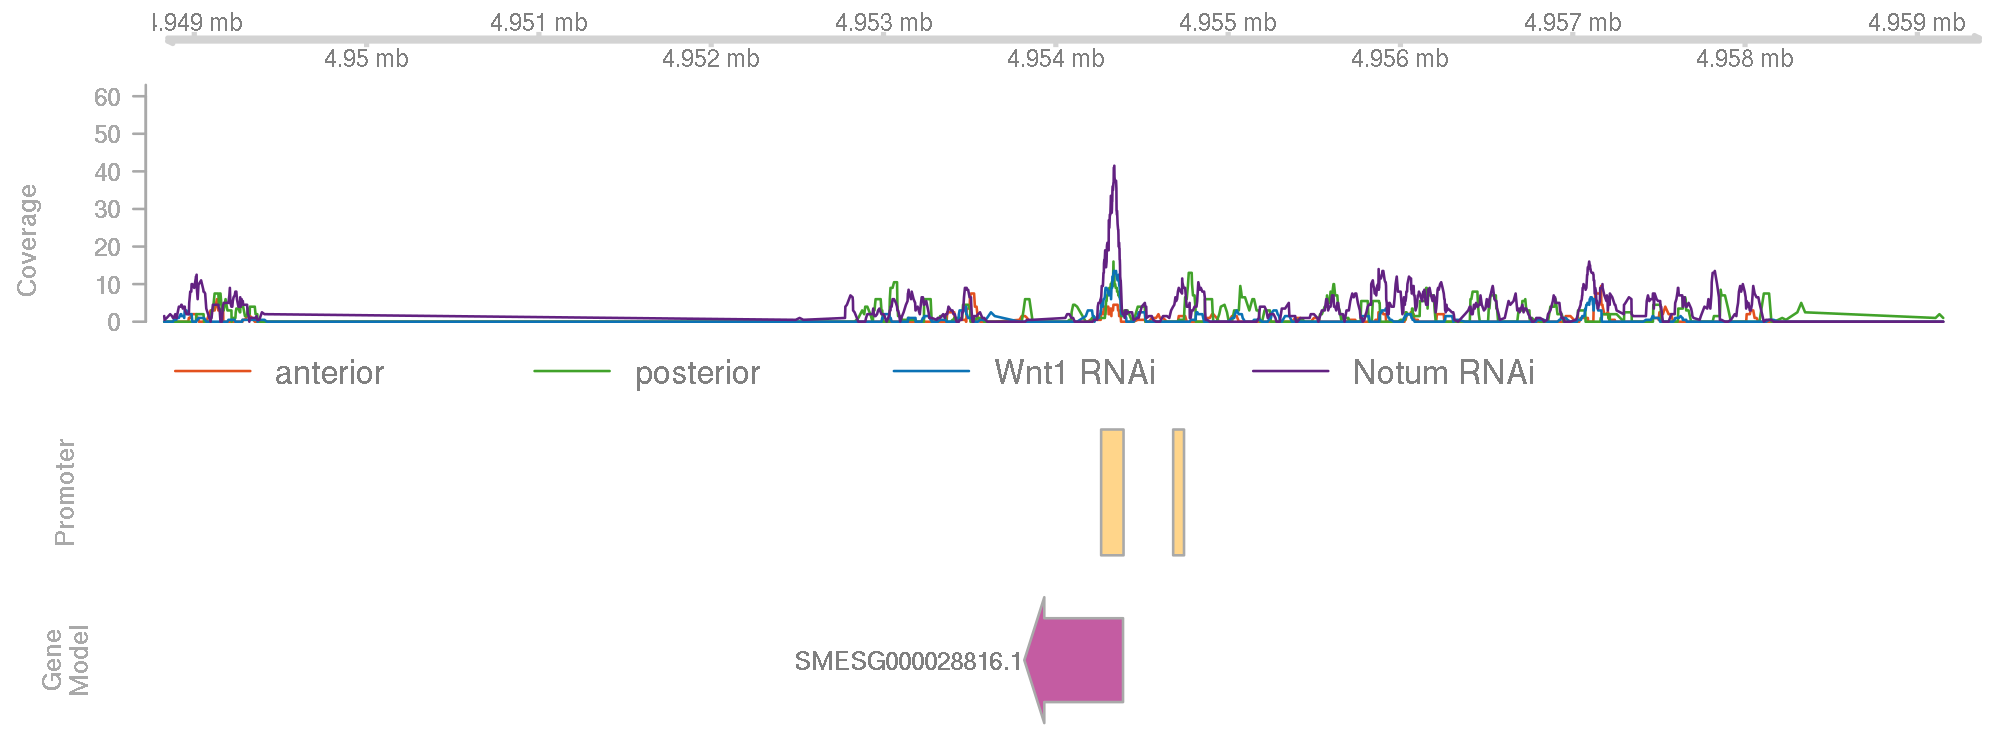 4.949 mb 4.951 mb 4.953 mb 4.955 mb 4.957 mb 4.959 mb
4.95 mb 4.952 mb 4.954 mb 4.956 mb 4.958 mb
Coverage
60
50
40
30
20
10
0
anterior posterior Wnt1 RNAi Notum RNAi
Promoter
Gene
Model
SMESG000028816.1